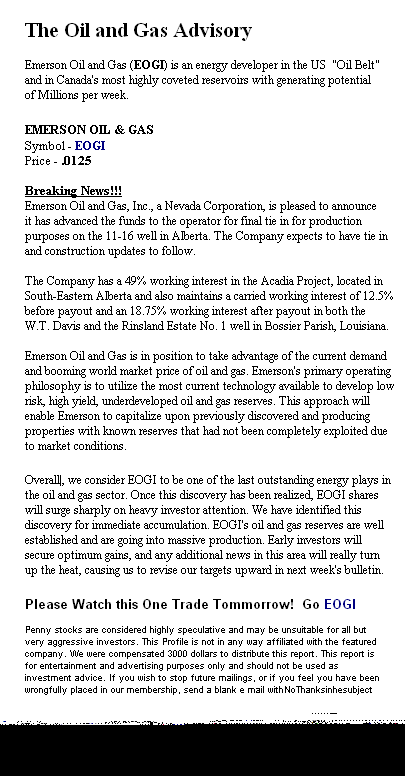 The Oil and Gas Advisory
Emerson Oil and Gas (EOGI) is an energy developer in the US "Oil Belt"
and in Canada's most highly coveted reservoirs with generating potential
of Millions per week.
EMERSON OIL & GAS
Symbol - EOGI
Price - .0125
Breaking News!!!
Emerson Oil and Gas, Inc., a Nevada Corporation, is pleased to announce
it has advanced the funds to the operator for final tie in for production
purposes on the 11-16 well in Alberta. The Company expects to have tie in
and construction updates to follow.
The Company has a 49% working interest in the Acadia Project, located in
South-Eastern Alberta and also maintains a carried working interest of 12.5%
before payout and an 18.75% working interest after payout in both the
W.T. Davis and the Rinsland Estate No. 1 well in Bossier Parish, Louisiana.
Emerson Oil and Gas is in position to take advantage of the current demand
and booming world market price of oil and gas. Emerson's primary operating
philosophy is to utilize the most current technology available to develop low
risk, high yield, underdeveloped oil and gas reserves. This approach will
enable Emerson to capitalize upon previously discovered and producing
properties with known reserves that had not been completely exploited due
to market conditions.
Overall, we consider EOGI to be one of the last outstanding energy plays in
the oil and gas sector. Once this discovery has been realized, EOGI shares
will surge sharply on heavy investor attention. We have identified this
discovery for immediate accumulation. EOGI's oil and gas reserves are well
established and are going into massive production. Early investors will
secure optimum gains, and any additional news in this area will really turn
up the heat, causing us to revise our targets upward in next week's bulletin.
Please Watch this One Trade Tommorrow! Go EOGI
Penny stocks are considered highly speculative and may be unsuitable for all but
very aggressive investors. This Profile is not in any way affiliated with the featured
company. We were compensated 3000 dollars to distribute this report. This report is
for entertainment and advertising purposes only and should not be used as
investment advice. If you wish to stop future mailings, or if you feel you have been
wrongfully placed in our membership, send a blank e mail withNoThanksinhesubject